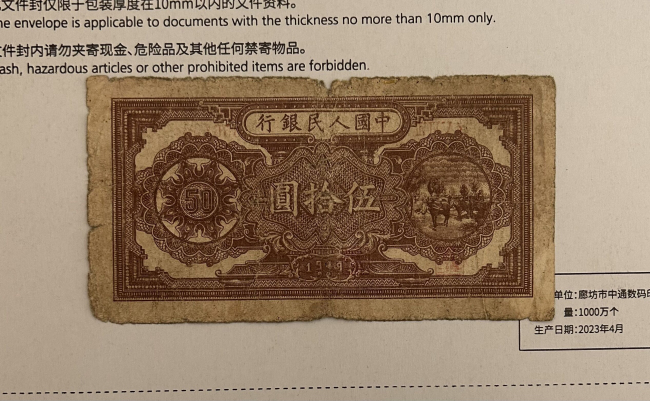 文件封仅限于包装厚度在10mm以内的文件资料。
he envelope is applicable to documents with the thickness no more than 10mm only.
文件封内请勿夹寄现金、危险品及其他任何禁寄物品。
ash, hazardous articles or other prohibited items are forbidden.
行銀民人國中
50
圓拾伍
1949
单位:廊坊市中通数码
量:1000万个
生产日期:2023年4月